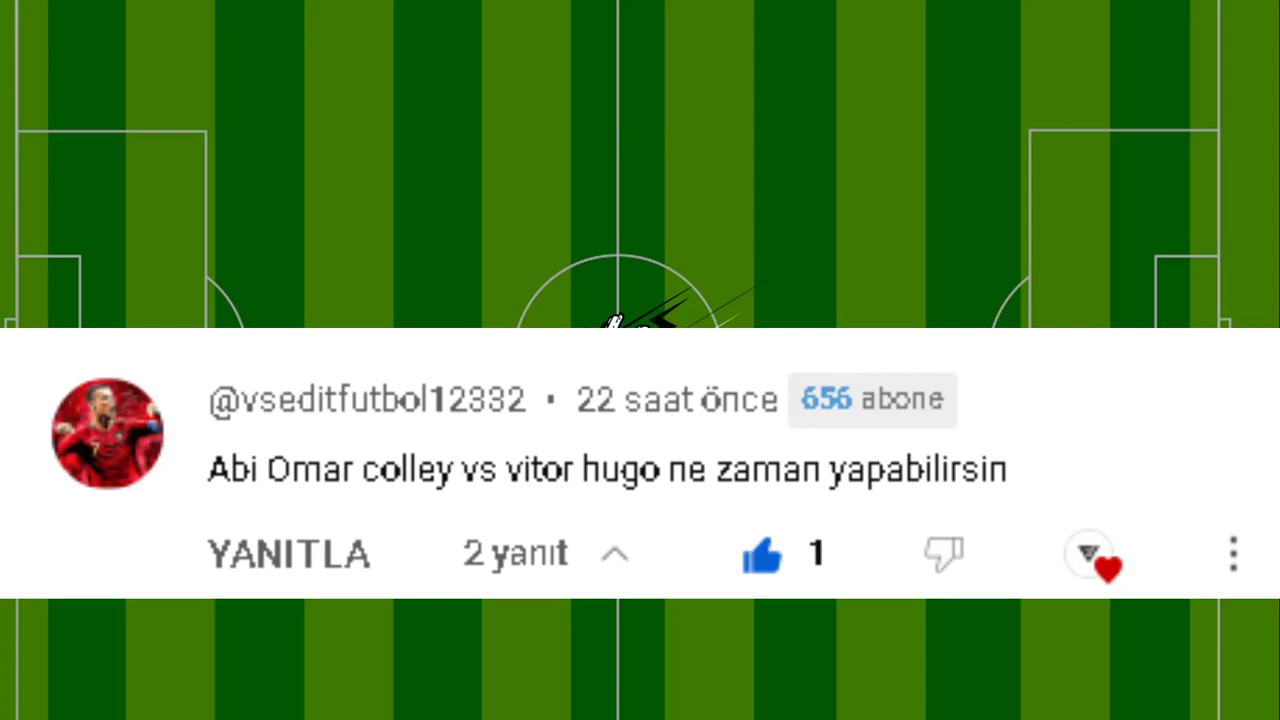 @vseditfutbol12332 • 22 saat önce 656 abone
Abi Omar colley vs vitor hugo ne zaman yapabilirsin
YANITLA 2 yanıt 1